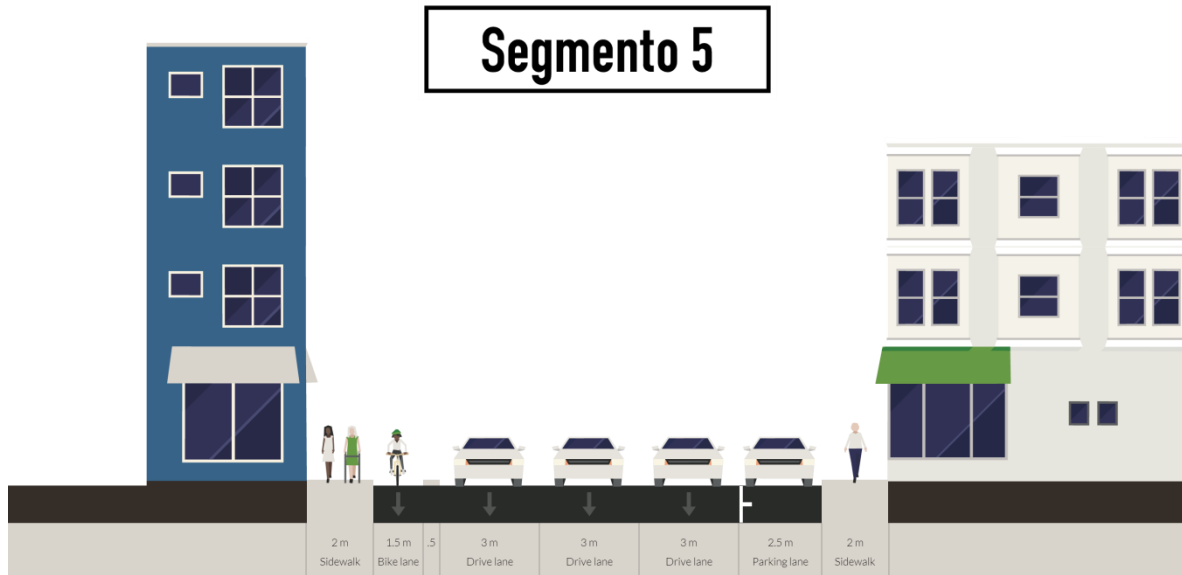 Segmento 5
2 m
Sidewalk
1.5 m
Bike lane
.5
3 m
Drive lane
3 m
Drive lane
3 m
Drive lane
2.5 m
Parking lane
2 m
Sidewalk